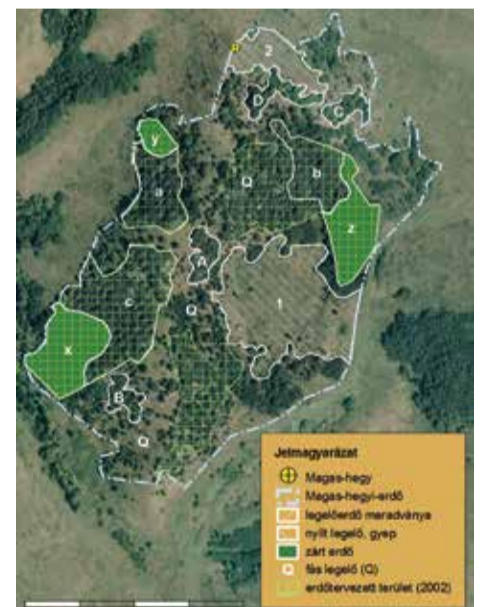 R
2
D
C
y
a
Q
b
z
A
c
Q
1
x
B
Q
Jelmagyarázat
Magas-hegy
Magas-hegyi-erdő
legelőerdő maradványa
nyílt legelő, gyep
zárt erdő
Q fás legelő (Q)
erdőtervezett terület (2002)